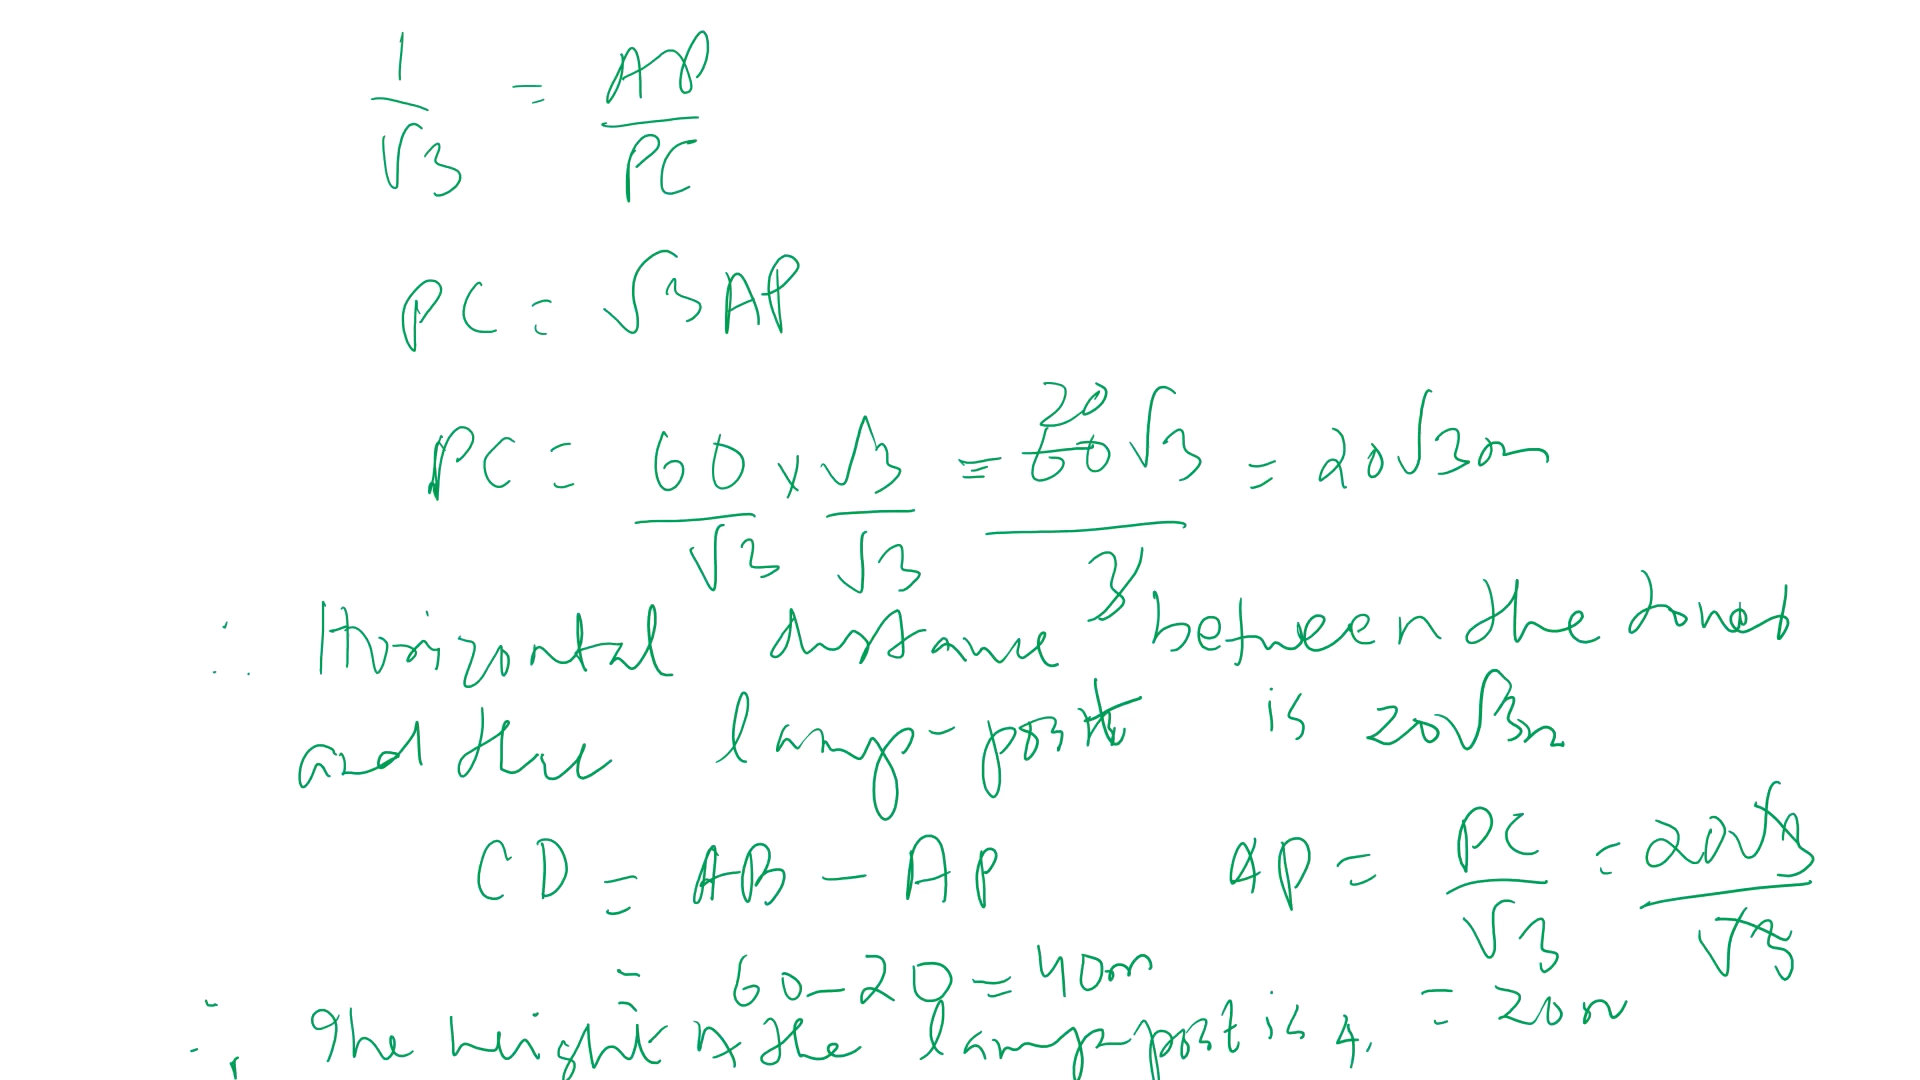 1/√3 = AP/PC
PC = √3 AP
PC = 60/√3 × √3/√3 = 60√3/3 = 20√3 m
20
∴ Horizontal distance between the
and the lamp-post is 20√3m
CD = AB - AP AP = PC/√3 = 20√3/√3
= 60-20 = 40m = 20m
∴ The height of the lamp-post is 4.